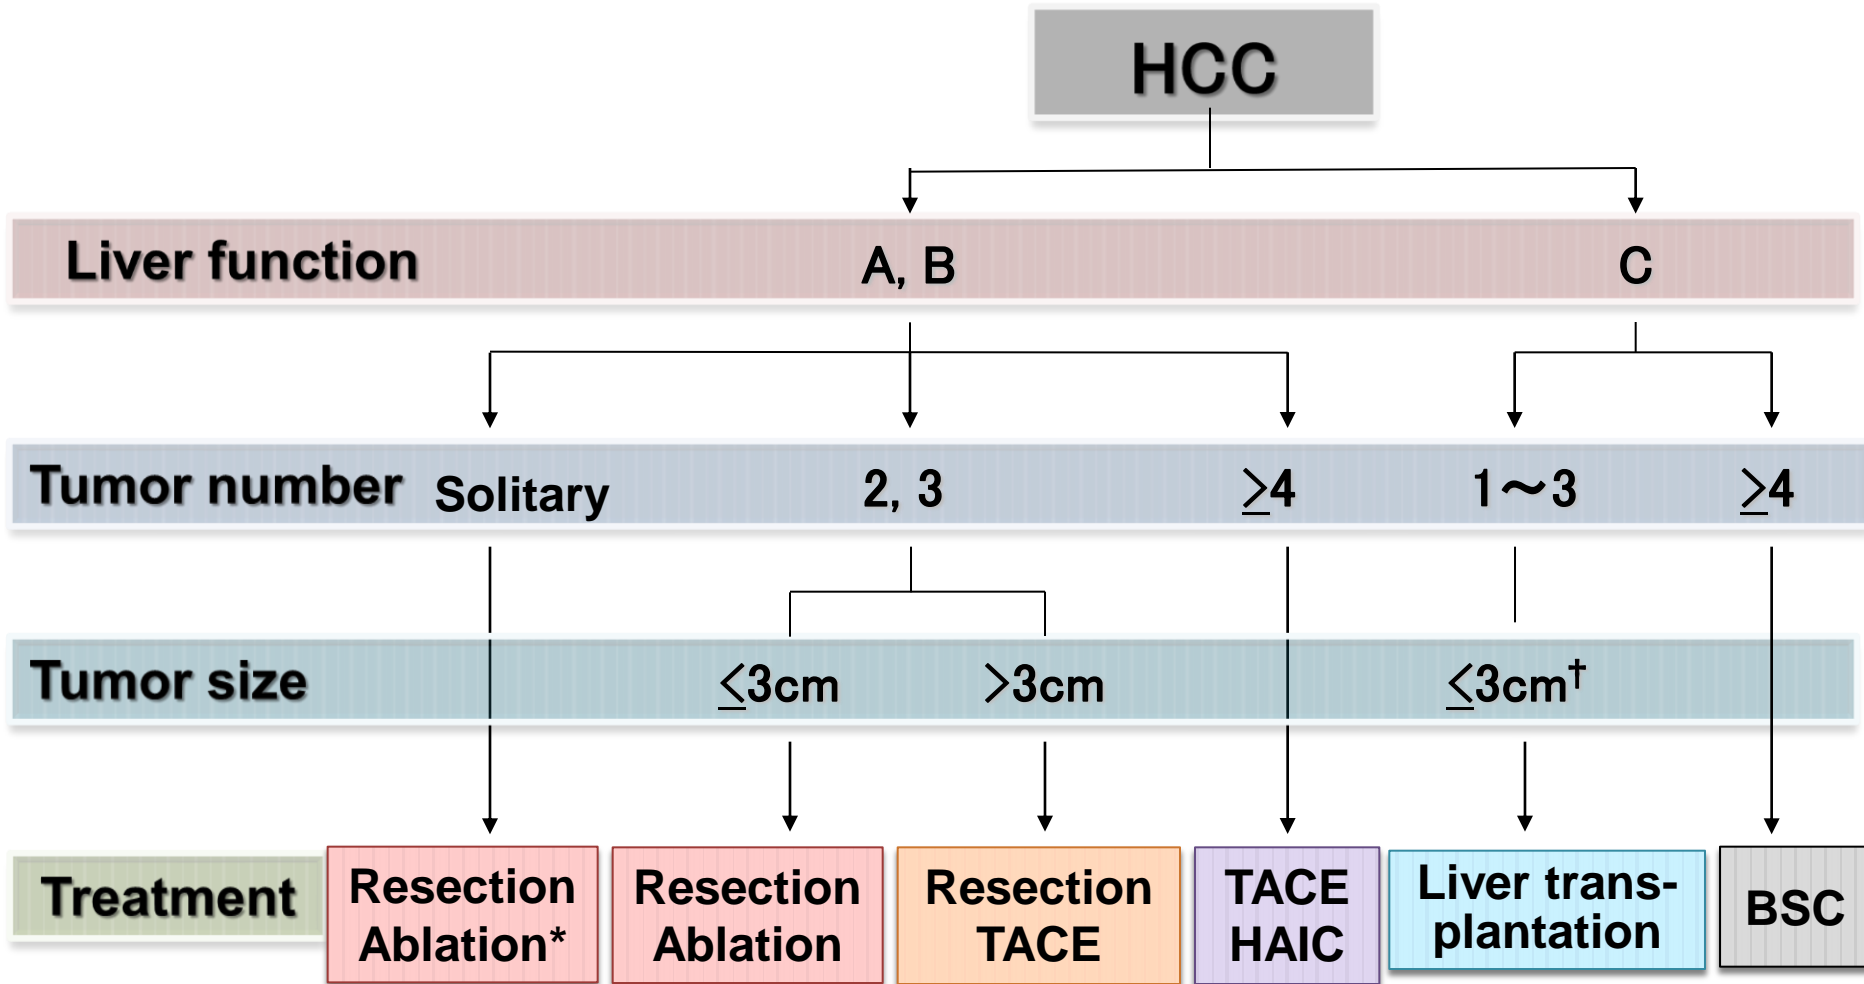 HCC
Liver function A, B C
Tumor number Solitary 2, 3 ≥4 1〜3 ≥4
Tumor size ≤3cm >3cm ≤3cm†
Treatment
Resection
Ablation*
Resection
Ablation
Resection
TACE
TACE
HAIC
Liver trans-
plantation
BSC